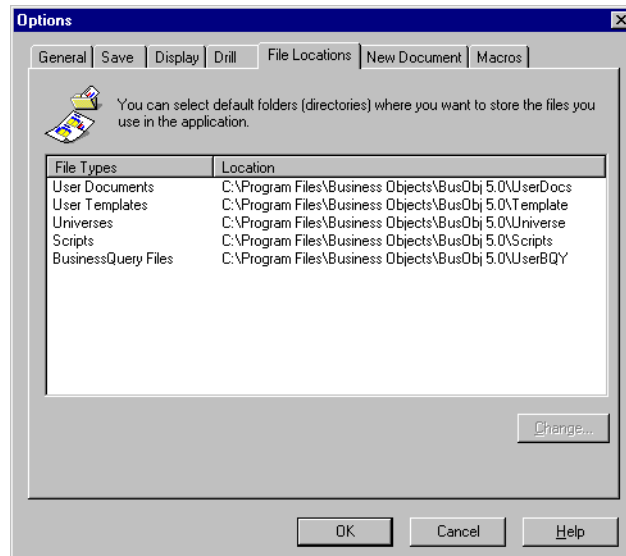 Options
General Save Display Drill File Locations New Document Macros
You can select default folders (directories) where you want to store the files you
use in the application.
File Types Location
User Documents C:\Program Files\Business Objects\BusObj 5.0\UserDocs
User Templates C:\Program Files\Business Objects\BusObj 5.0\Template
Universes C:\Program Files\Business Objects\BusObj 5.0\Universe
Scripts C:\Program Files\Business Objects\BusObj 5.0\Scripts
BusinessQuery Files C:\Program Files\Business Objects\BusObj 5.0\UserBQY
Change...
OK Cancel Help